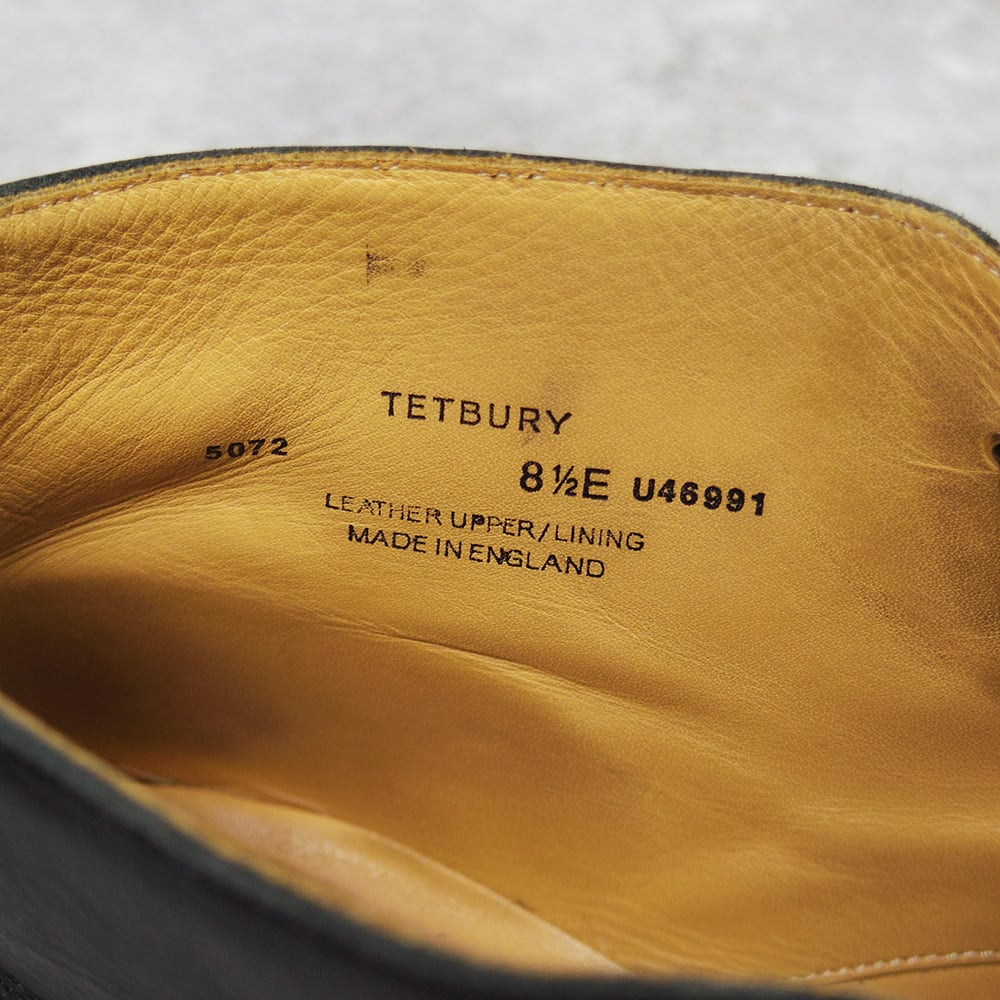 TETBURY
5072
8½E U46991
LEATHER UPPER/LINING
MADE IN ENGLAND